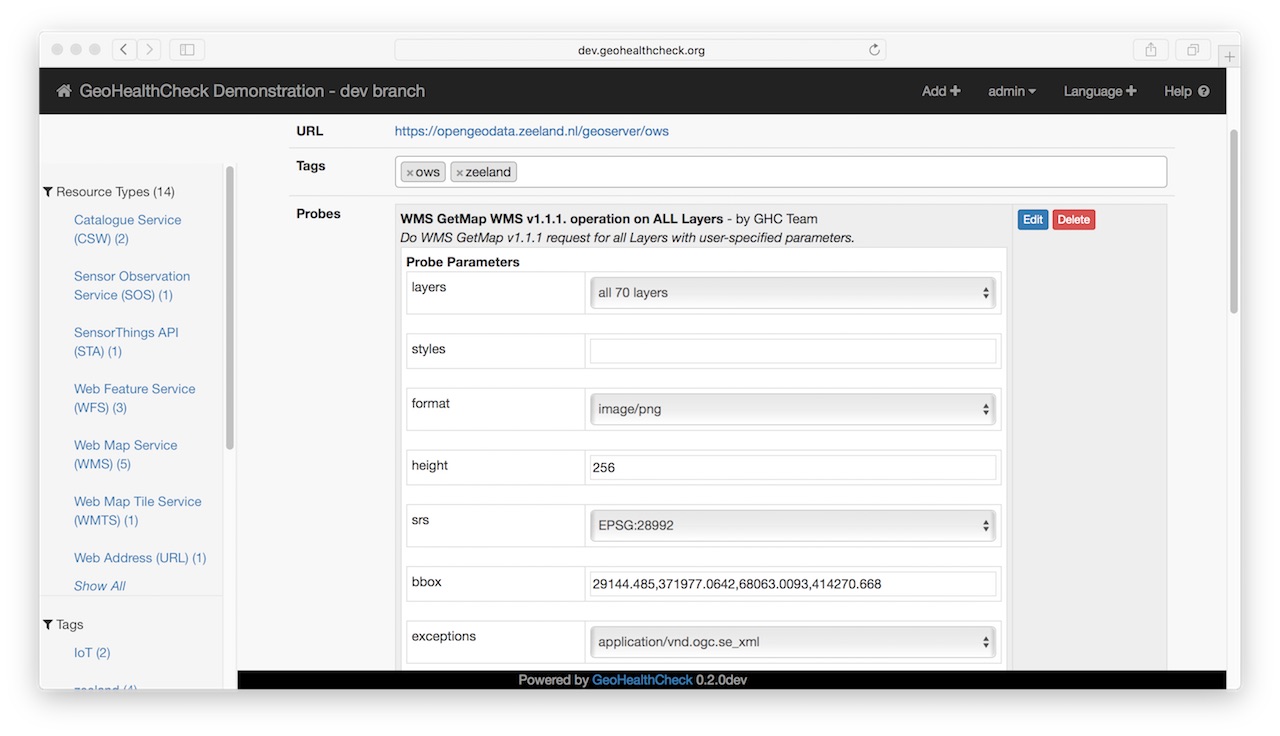 dev.geohealthcheck.org
GeoHealthCheck Demonstration - dev branch
Add
admin
Language
Help
Resource Types (14)
Catalogue Service
(CSW) (2)
Sensor Observation
Service (SOS) (1)
SensorThings API
(STA) (1)
Web Feature Service
(WFS) (3)
Web Map Service
(WMS) (5)
Web Map Tile Service
(WMTS) (1)
Web Address (URL) (1)
Show All
Tags
IoT (2)
zeeland (4)
URL
https://opengeodata.zeeland.nl/geoserver/ows
Tags
×ows ×zeeland
Probes
WMS GetMap WMS v1.1.1. operation on ALL Layers - by GHC Team
Do WMS GetMap v1.1.1 request for all Layers with user-specified parameters.
Edit Delete
Probe Parameters
layers
all 70 layers
styles
format
image/png
height
256
srs
EPSG:28992
bbox
29144.485,371977.0642,68063.0093,414270.668
exceptions
application/vnd.ogc.se_xml
Powered by GeoHealthCheck 0.2.0dev